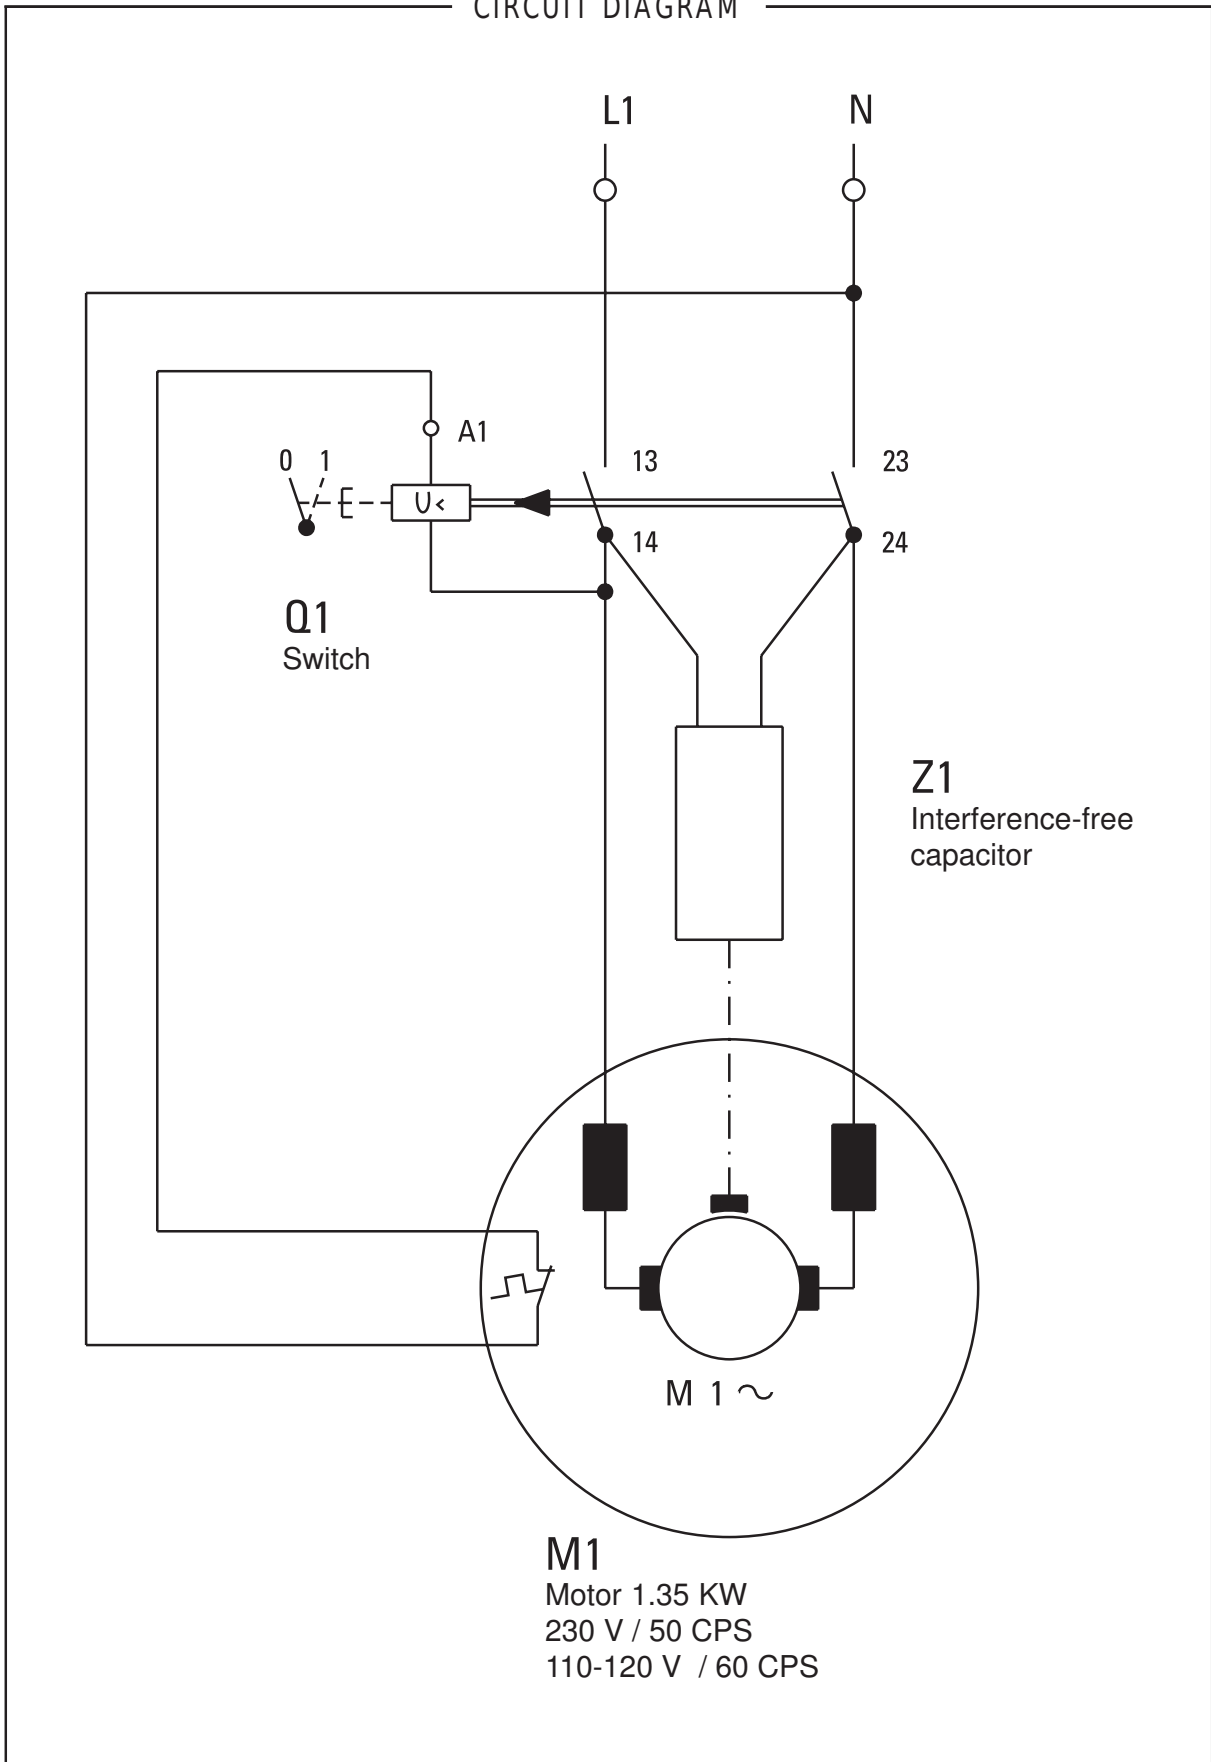 CIRCUIT DIAGRAM
L1 N
A1
0 1 13 23
U<
14 24
Q1
Switch
Z1
Interference-free
capacitor
M 1 ~
M1
Motor 1.35 KW
230 V / 50 CPS
110-120 V / 60 CPS